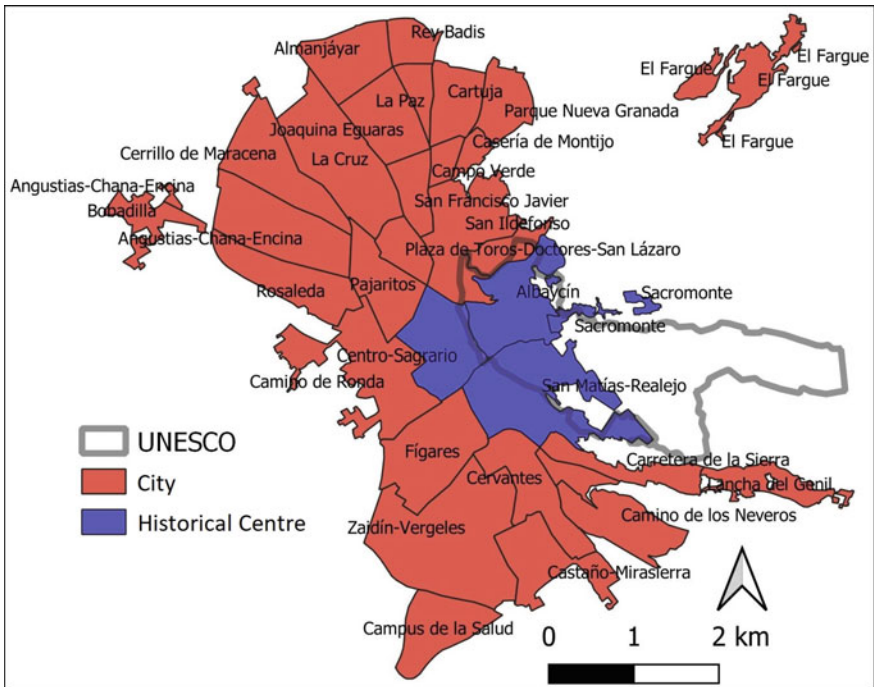 Rey-Badis
Almanjáyar
El Fargue
El Fargue
El Fargue
La Paz
Cartuja
Parque Nueva Granada
Joaquina Eguaras
Casería de Montijo
El Fargue
Cerrillo de Maracena
La Cruz
Campo Verde
Angustias-Chana-Encina
San Francisco Javier
Bobadilla
San Ildefonso
Angustias-Chana-Encina
Plaza de Toros-Doctores-San Lázaro
Rosaleda
Pajaritos
Albaycín
Sacromonte
Sacromonte
Centro-Sagrario
Camino de Ronda
San Matías-Realejo
UNESCO
City
Historical Centre
Fígares
Carretera de la Sierra
Cervantes
Lancha del Genil
Zaidín-Vergeles
Camino de los Neveros
Castaño-Mirasierra
Campus de la Salud
0 1 2 km